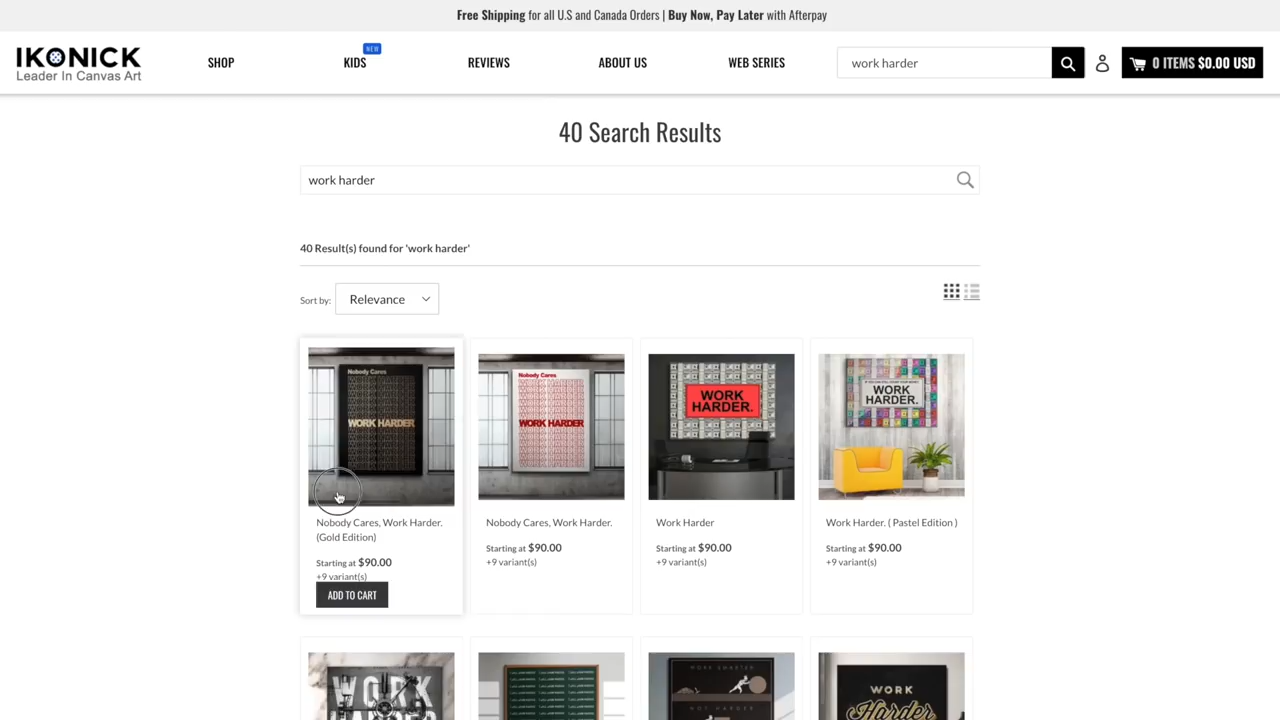 Free Shipping for all U.S and Canada Orders | Buy Now, Pay Later with Afterpay
IKONICK
Leader In Canvas Art
SHOP
KIDS
NEW
REVIEWS
ABOUT US
WEB SERIES
work harder
0 ITEMS $0.00 USD
40 Search Results
work harder
40 Result(s) found for 'work harder'
Sort by:
Relevance
Nobody Cares
WORK HARDER
Nobody Cares, Work Harder.
(Gold Edition)
Starting at $90.00
+9 variant(s)
ADD TO CART
Nobody Cares
WORK HARDER
Nobody Cares, Work Harder.
Starting at $90.00
+9 variant(s)
WORK
HARDER.
Work Harder
Starting at $90.00
+9 variant(s)
WORK
HARDER.
Work Harder. ( Pastel Edition )
Starting at $90.00
+9 variant(s)
WORK
WORK SMARTER
NOT HARDER
WORK
Harder